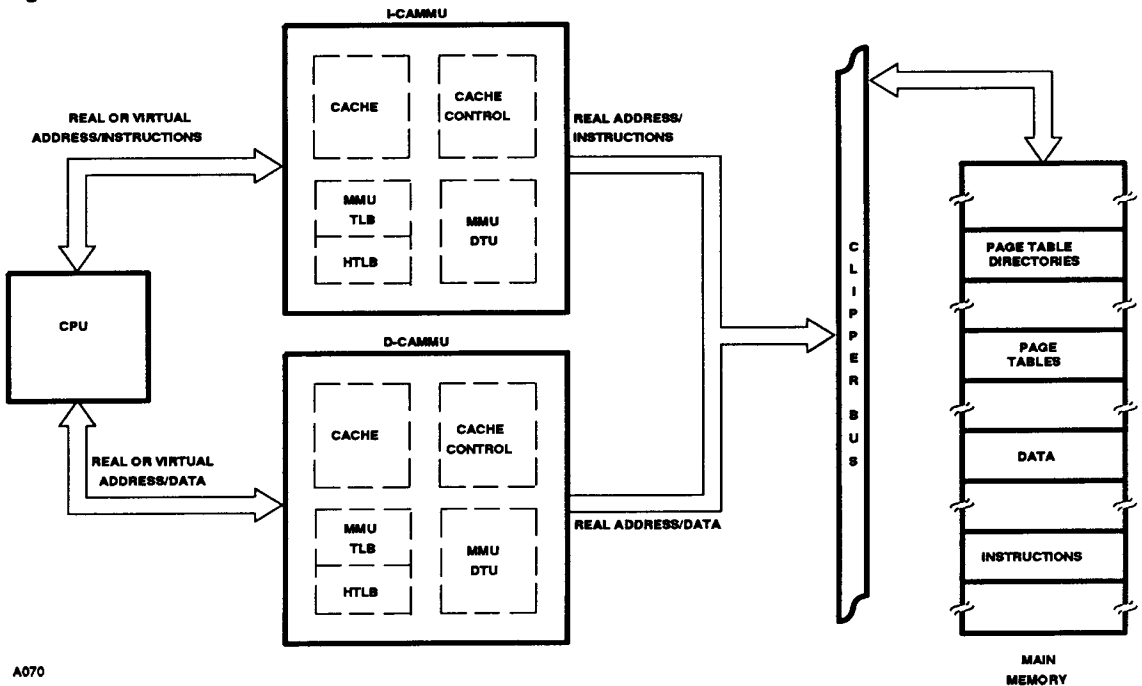 I-CAMMU
CACHE
CACHE
CONTROL
MMU
TLB
HTLB
MMU
DTU
REAL OR VIRTUAL
ADDRESS/INSTRUCTIONS
REAL ADDRESS/
INSTRUCTIONS
CPU
D-CAMMU
CACHE
CACHE
CONTROL
MMU
TLB
HTLB
MMU
DTU
REAL OR VIRTUAL
ADDRESS/DATA
REAL ADDRESS/DATA
CLIPPER BUS
PAGE TABLE
DIRECTORIES
PAGE
TABLES
DATA
INSTRUCTIONS
MAIN
MEMORY
A070